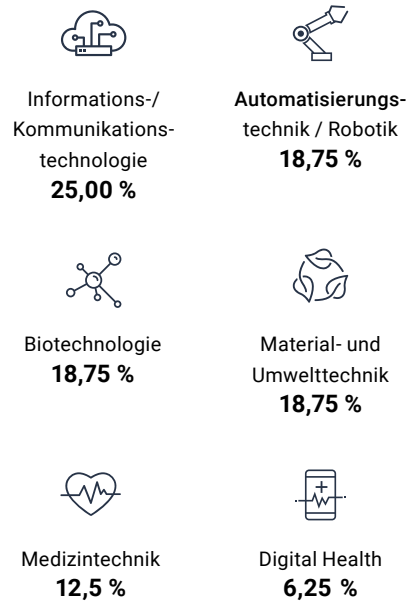 Informations-/
Kommunikations-
technologie
25,00 %
Automatisierungs-
technik / Robotik
18,75 %
Biotechnologie
18,75 %
Material- und
Umwelttechnik
18,75 %
Medizintechnik
12,5 %
Digital Health
6,25 %